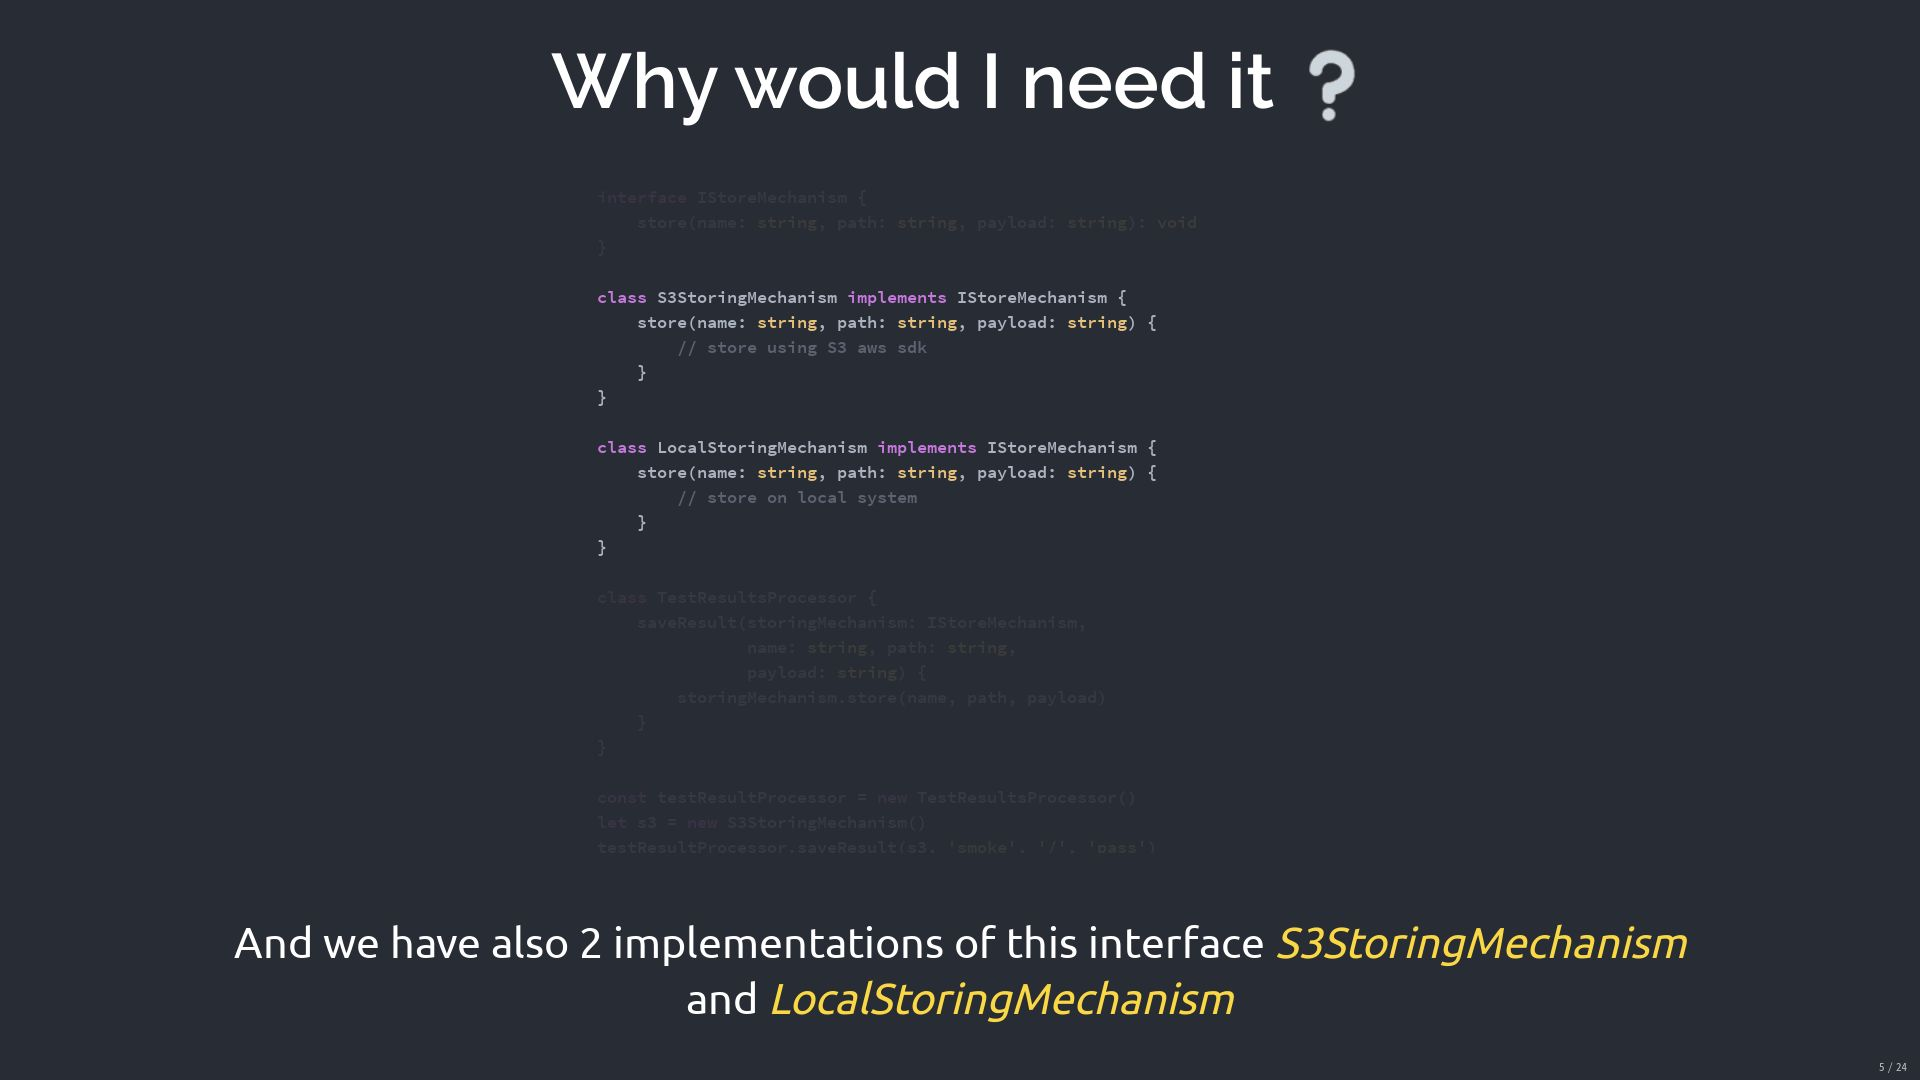 Why would I need it ❔
interface IStoreMechanism {
    store(name: string, path: string, payload: string): void
}
class S3StoringMechanism implements IStoreMechanism {
    store(name: string, path: string, payload: string) {
        // store using S3 aws sdk
    }
}
class LocalStoringMechanism implements IStoreMechanism {
    store(name: string, path: string, payload: string) {
        // store on local system
    }
}
class TestResultsProcessor {
    saveResult(storingMechanism: IStoreMechanism,
               name: string, path: string,
               payload: string) {
        storingMechanism.store(name, path, payload)
    }
}
const testResultProcessor = new TestResultsProcessor()
let s3 = new S3StoringMechanism()
testResultProcessor.saveResult(s3, 'smoke', '/', 'pass')
And we have also 2 implementations of this interface S3StoringMechanism
and LocalStoringMechanism
5 / 24